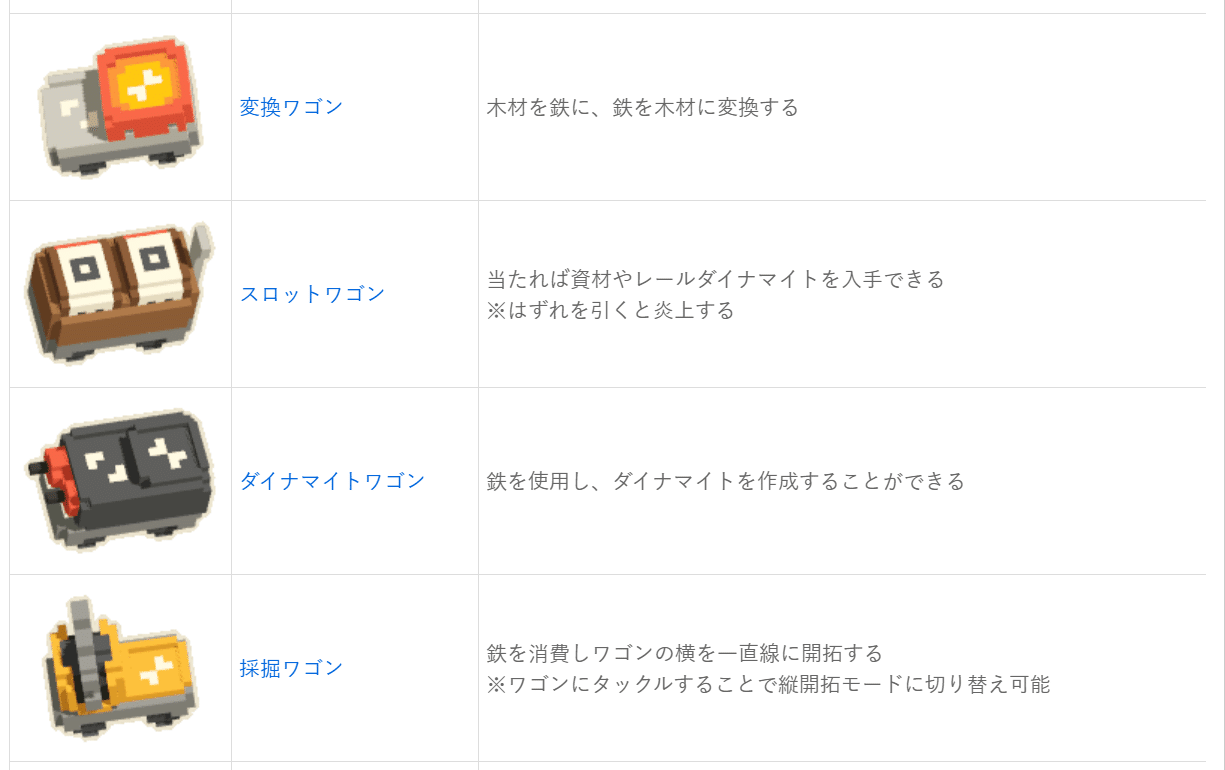 変換ワゴン
木材を鉄に、鉄を木材に変換する
スロットワゴン
当たれば資材やレールダイナマイトを入手できる
※はずれを引くと炎上する
ダイナマイトワゴン
鉄を使用し、ダイナマイトを作成することができる
採掘ワゴン
鉄を消費しワゴンの横を一直線に開拓する
※ワゴンにタックルすることで縦開拓モードに切り替え可能